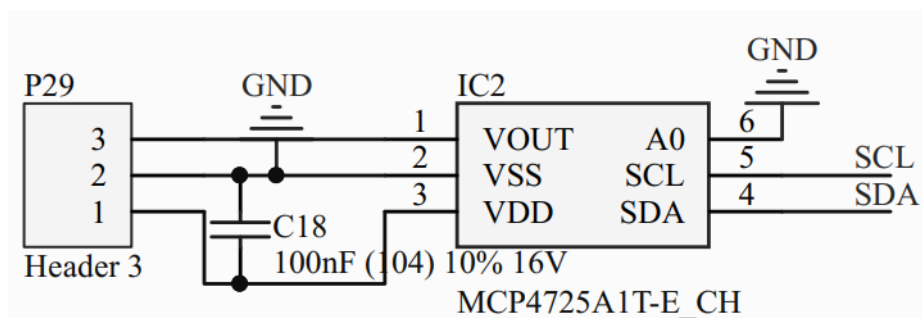 GND
P29
GND
IC2
3
1
VOUT
A0
6
2
2
VSS
SCL
5
SCL
1
3
VDD
SDA
4
SDA
C18
Header 3
100nF (104) 10% 16V
MCP4725A1T-E_CH